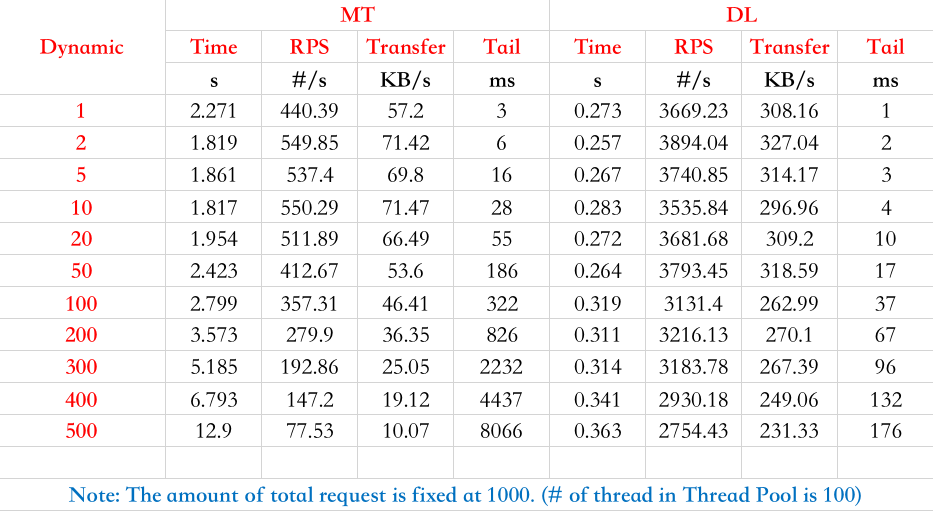 MT DL
Dynamic Time RPS Transfer Tail Time RPS Transfer Tail
s #/s KB/s ms s #/s KB/s ms
1 2.271 440.39 57.2 3 0.273 3669.23 308.16 1
2 1.819 549.85 71.42 6 0.257 3894.04 327.04 2
5 1.861 537.4 69.8 16 0.267 3740.85 314.17 3
10 1.817 550.29 71.47 28 0.283 3535.84 296.96 4
20 1.954 511.89 66.49 55 0.272 3681.68 309.2 10
50 2.423 412.67 53.6 186 0.264 3793.45 318.59 17
100 2.799 357.31 46.41 322 0.319 3131.4 262.99 37
200 3.573 279.9 36.35 826 0.311 3216.13 270.1 67
300 5.185 192.86 25.05 2232 0.314 3183.78 267.39 96
400 6.793 147.2 19.12 4437 0.341 2930.18 249.06 132
500 12.9 77.53 10.07 8066 0.363 2754.43 231.33 176
Note: The amount of total request is fixed at 1000. (# of thread in Thread Pool is 100)